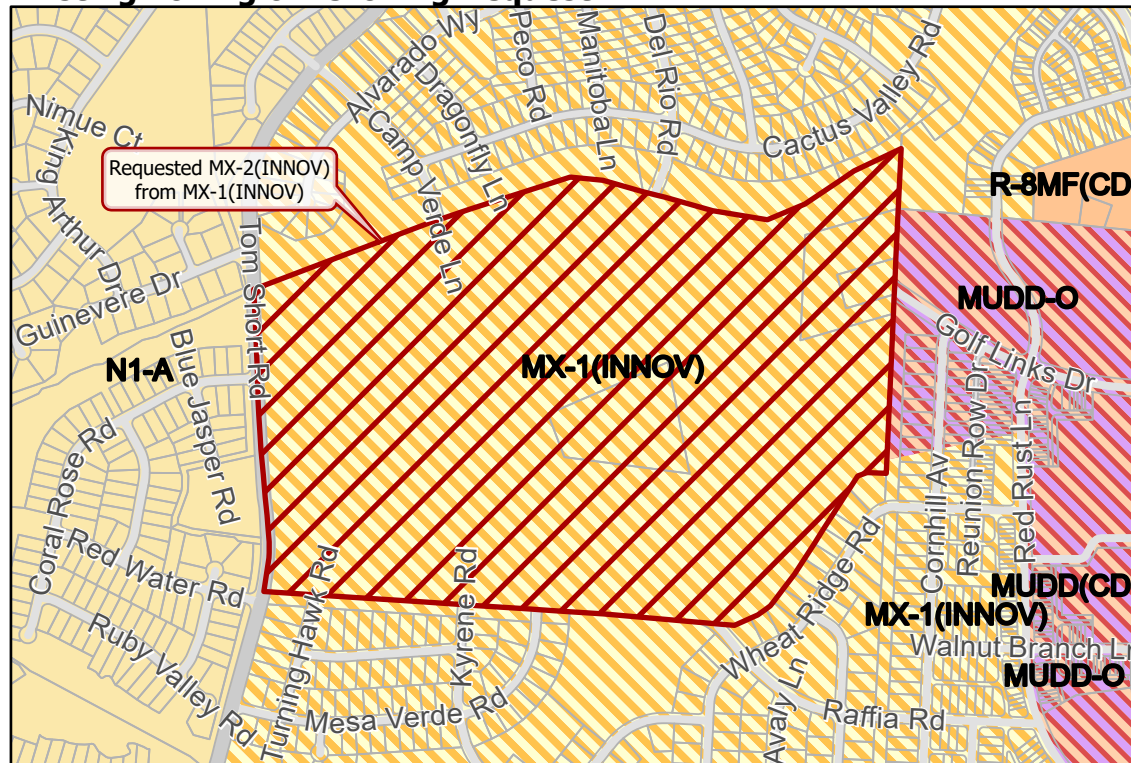 Alvarado Wy
Peco Rd
Manitoba Ln
Del Rio Rd
Cactus Valley Rd
Nimue Ct
King Arthur Dr
Camp Verde Ln
Dragonfly Ln
Requested MX-2(INNOV)
from MX-1(INNOV)
R-8MF(CD
Guinevere Dr
Tom Short Rd
MUDD-O
Golf Links Dr
N1-A
Blue Jasper Rd
MX-1(INNOV)
Coral Rose Rd
Reunion Row Dr
Red Rust Ln
Cornhill Av
Red Water Rd
Turning Hawk Rd
Kyrene Rd
Wheat Ridge Rd
MUDD(CD
MX-1(INNOV)
Ruby Valley Rd
Walnut Branch Ln
MUDD-O
Mesa Verde Rd
Avaly Ln
Raffia Rd